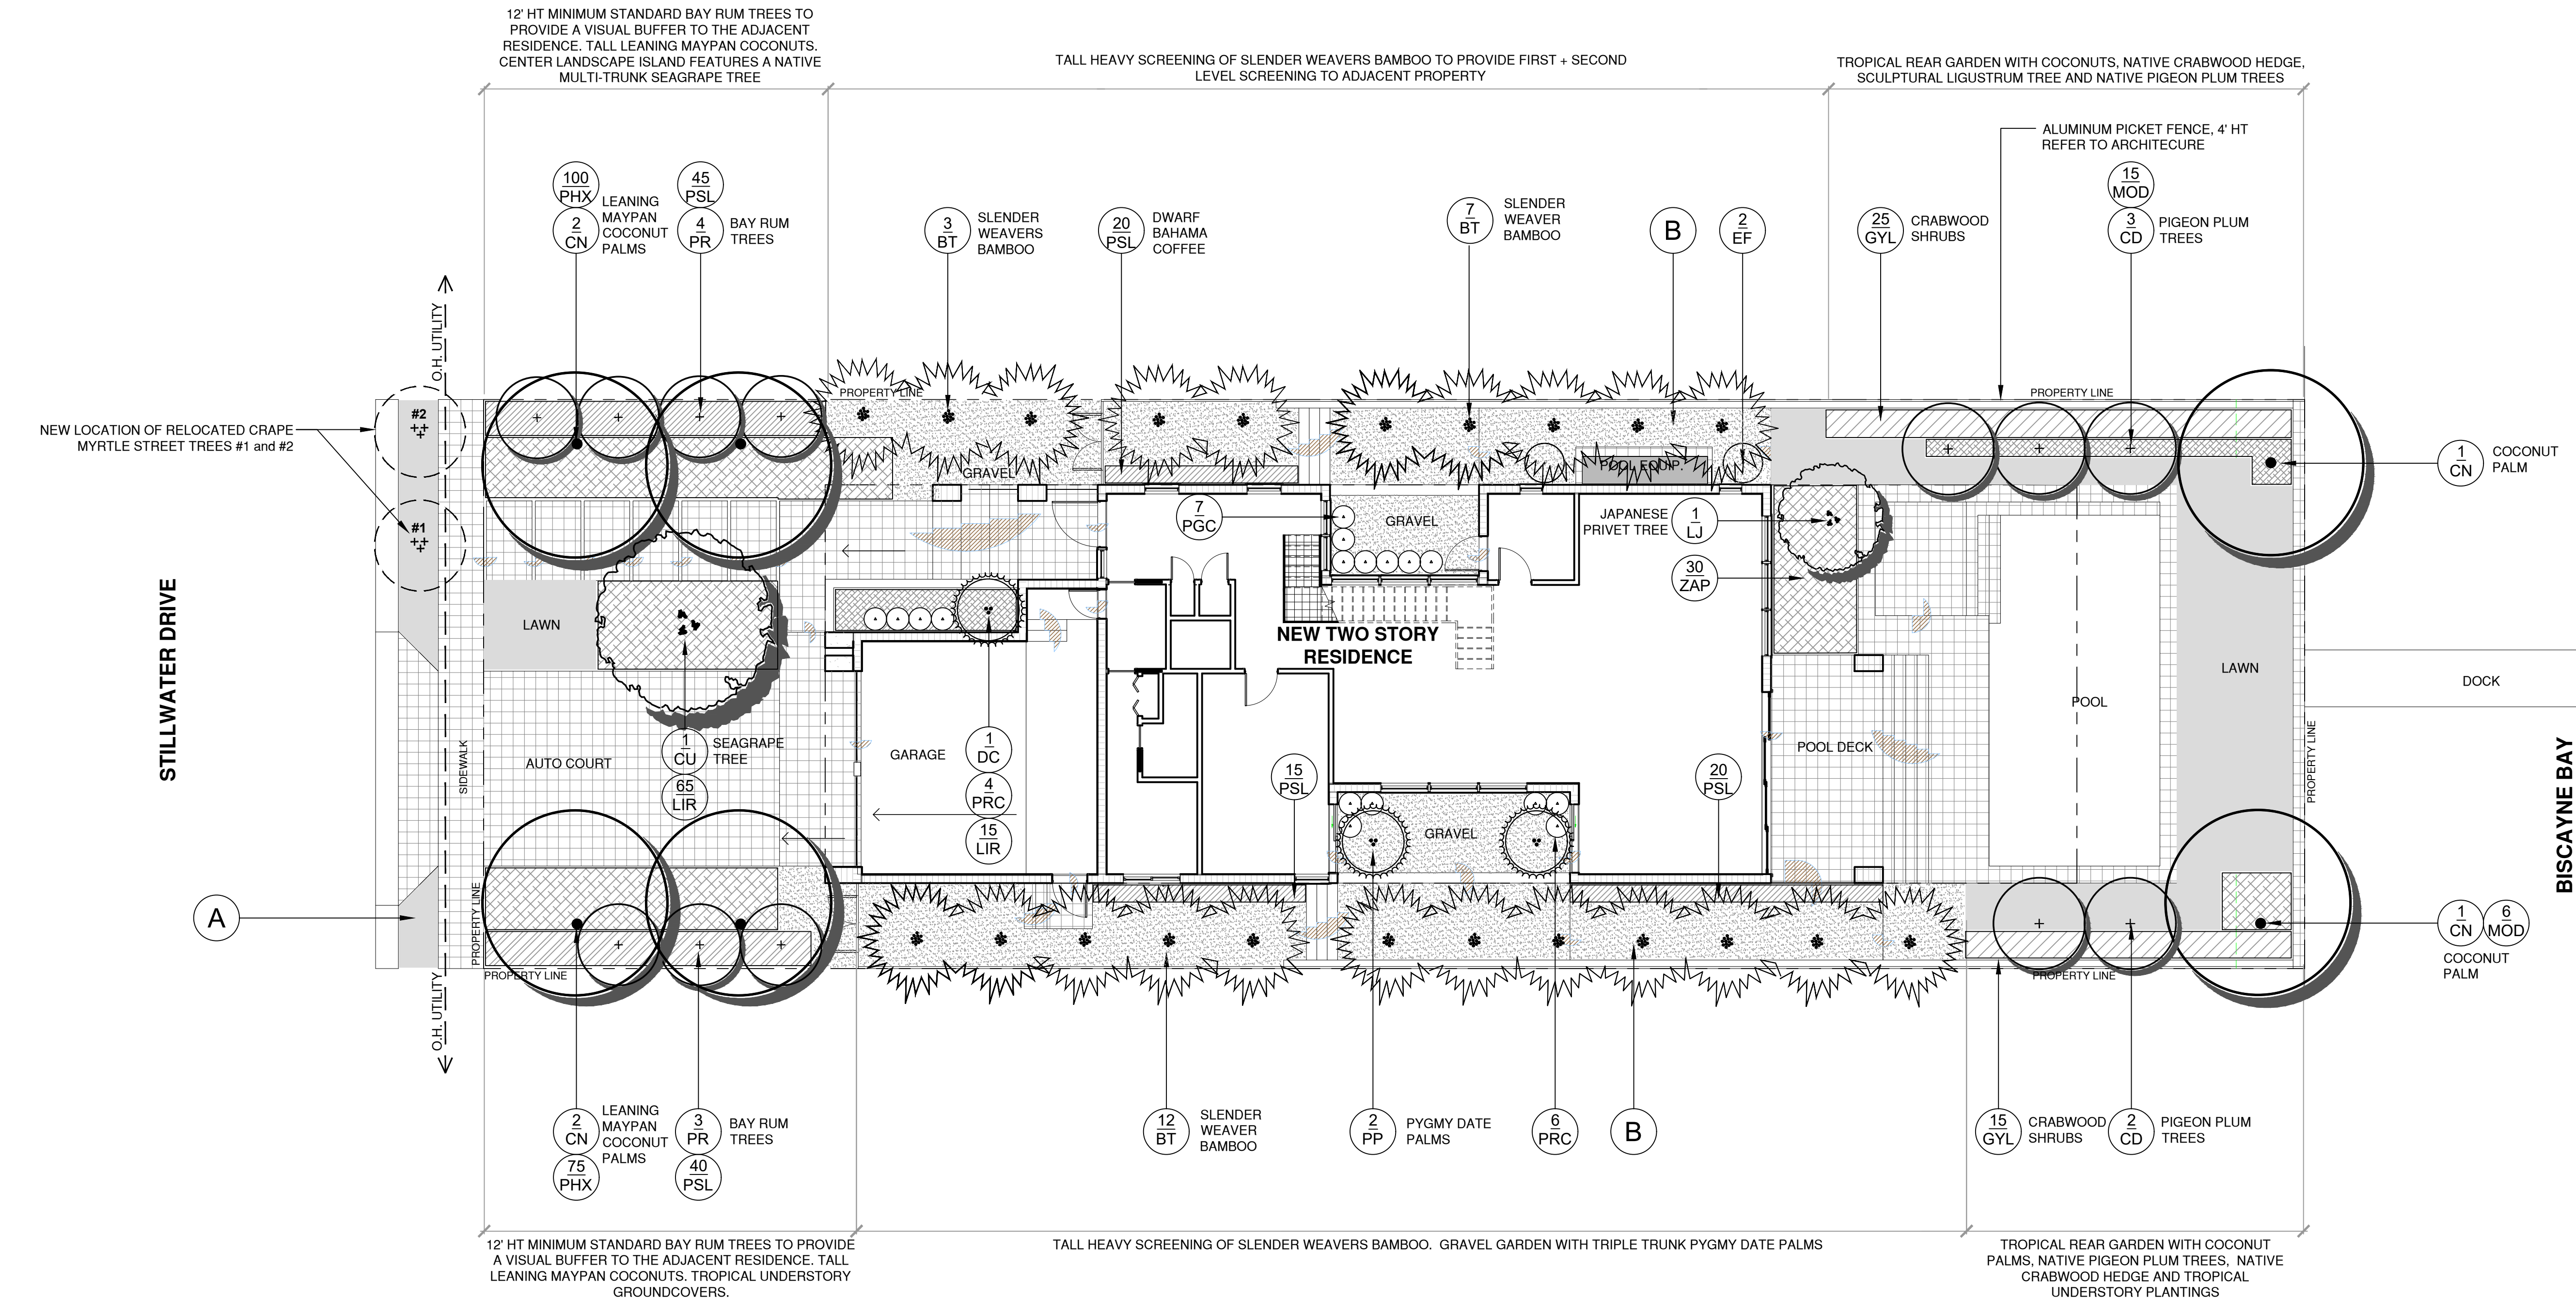 12' HT MINIMUM STANDARD BAY RUM TREES TO
PROVIDE A VISUAL BUFFER TO THE ADJACENT
RESIDENCE. TALL LEANING MAYPAN COCONUTS.
CENTER LANDSCAPE ISLAND FEATURES A NATIVE
MULTI-TRUNK SEAGRAPE TREE
TALL HEAVY SCREENING OF SLENDER WEAVERS BAMBOO TO PROVIDE FIRST + SECOND
LEVEL SCREENING TO ADJACENT PROPERTY
TROPICAL REAR GARDEN WITH COCONUTS, NATIVE CRABWOOD HEDGE,
SCULPTURAL LIGUSTRUM TREE AND NATIVE PIGEON PLUM TREES
ALUMINUM PICKET FENCE, 4' HT
REFER TO ARCHITECURE
100
PHX
2
CN
LEANING
MAYPAN
COCONUT
PALMS
45
PSL
4
PR
BAY RUM
TREES
3
BT
SLENDER
WEAVERS
BAMBOO
20
PSL
DWARF
BAHAMA
COFFEE
7
BT
SLENDER
WEAVER
BAMBOO
B
2
EF
25
GYL
CRABWOOD
SHRUBS
15
MOD
3
CD
PIGEON PLUM
TREES
O.H. UTILITY
PROPERTY LINE
PROPERTY LINE
#2
NEW LOCATION OF RELOCATED CRAPE
MYRTLE STREET TREES #1 and #2
#1
GRAVEL
POOL EQUIP.
1
CN
COCONUT
PALM
7
PGC
GRAVEL
JAPANESE
PRIVET TREE
1
LJ
30
ZAP
LAWN
NEW TWO STORY
RESIDENCE
STILLWATER DRIVE
SIDEWALK
AUTO COURT
1
CU
SEAGRAPE
TREE
65
LIR
GARAGE
1
DC
4
PRC
15
LIR
15
PSL
GRAVEL
20
PSL
POOL DECK
POOL
LAWN
DOCK
PROPERTY LINE
BISCAYNE BAY
A
PROPERTY LINE
PROPERTY LINE
O.H. UTILITY
PROPERTY LINE
1
CN
6
MOD
COCONUT
PALM
2
CN
LEANING
MAYPAN
COCONUT
PALMS
75
PHX
3
PR
BAY RUM
TREES
40
PSL
12
BT
SLENDER
WEAVER
BAMBOO
2
PP
PYGMY DATE
PALMS
6
PRC
B
15
GYL
CRABWOOD
SHRUBS
2
CD
PIGEON PLUM
TREES
12' HT MINIMUM STANDARD BAY RUM TREES TO PROVIDE
A VISUAL BUFFER TO THE ADJACENT RESIDENCE. TALL
LEANING MAYPAN COCONUTS. TROPICAL UNDERSTORY
GROUNDCOVERS.
TALL HEAVY SCREENING OF SLENDER WEAVERS BAMBOO. GRAVEL GARDEN WITH TRIPLE TRUNK PYGMY DATE PALMS
TROPICAL REAR GARDEN WITH COCONUT
PALMS, NATIVE PIGEON PLUM TREES, NATIVE
CRABWOOD HEDGE AND TROPICAL
UNDERSTORY PLANTINGS